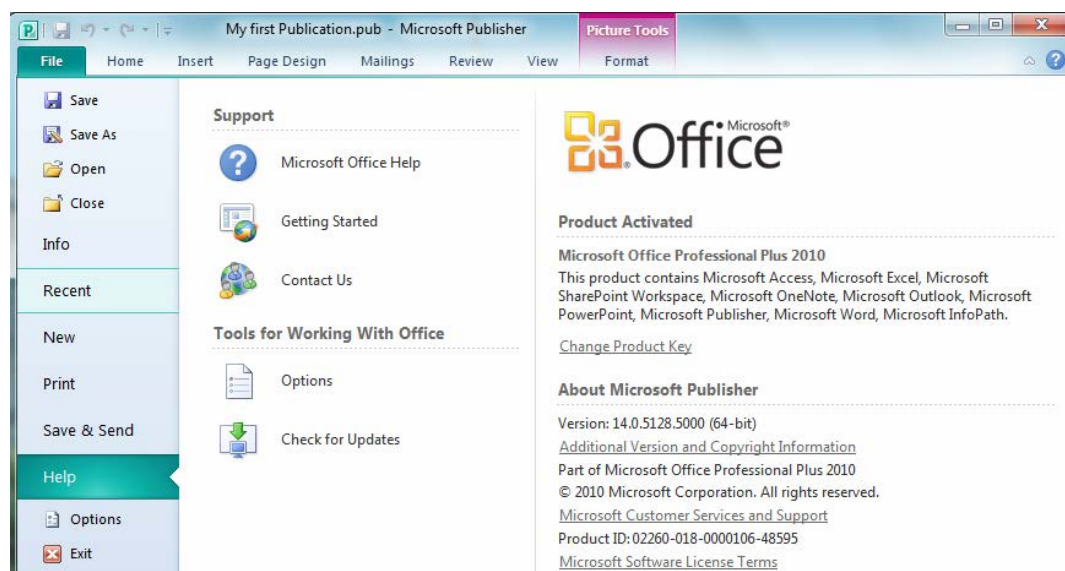 My first Publication.pub - Microsoft Publisher
Picture Tools
File Home Insert Page Design Mailings Review View Format
Save
Save As
Open
Close
Info
Recent
New
Print
Save & Send
Help
Options
Exit
Support
Microsoft Office Help
Getting Started
Contact Us
Tools for Working With Office
Options
Check for Updates
Microsoft®
Office
Product Activated
Microsoft Office Professional Plus 2010
This product contains Microsoft Access, Microsoft Excel, Microsoft
SharePoint Workspace, Microsoft OneNote, Microsoft Outlook, Microsoft
PowerPoint, Microsoft Publisher, Microsoft Word, Microsoft InfoPath.
Change Product Key
About Microsoft Publisher
Version: 14.0.5128.5000 (64-bit)
Additional Version and Copyright Information
Part of Microsoft Office Professional Plus 2010
© 2010 Microsoft Corporation. All rights reserved.
Microsoft Customer Services and Support
Product ID: 02260-018-0000106-48595
Microsoft Software License Terms